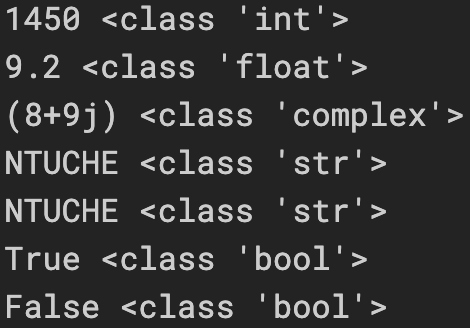 1450 <class 'int'>
9.2 <class 'float'>
(8+9j) <class 'complex'>
NTUCHE <class 'str'>
NTUCHE <class 'str'>
True <class 'bool'>
False <class 'bool'>